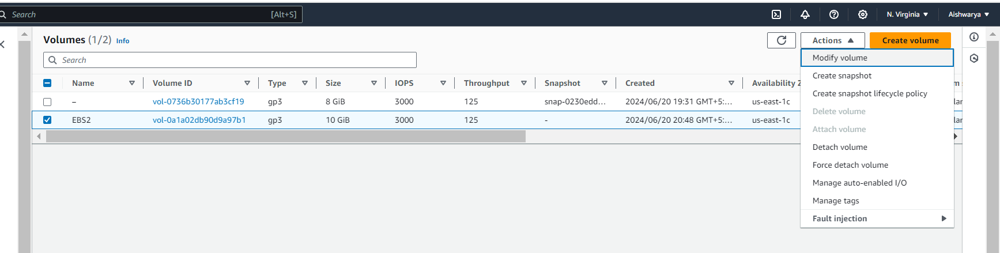 Search [Alt+S] N. Virginia Aishwarya
Volumes (1/2) Info Actions Create volume
Search
Modify volume
Create snapshot
Create snapshot lifecycle policy
Delete volume
Attach volume
Detach volume
Force detach volume
Manage auto-enabled I/O
Manage tags
Fault injection
Name Volume ID Type Size IOPS Throughput Snapshot Created Availability Z
– vol-0736b30177ab3cf19 gp3 8 GiB 3000 125 snap-0230edd... 2024/06/20 19:31 GMT+5:... us-east-1c
EBS2 vol-0a1a02db90d9a97b1 gp3 10 GiB 3000 125 - 2024/06/20 20:48 GMT+5:... us-east-1c